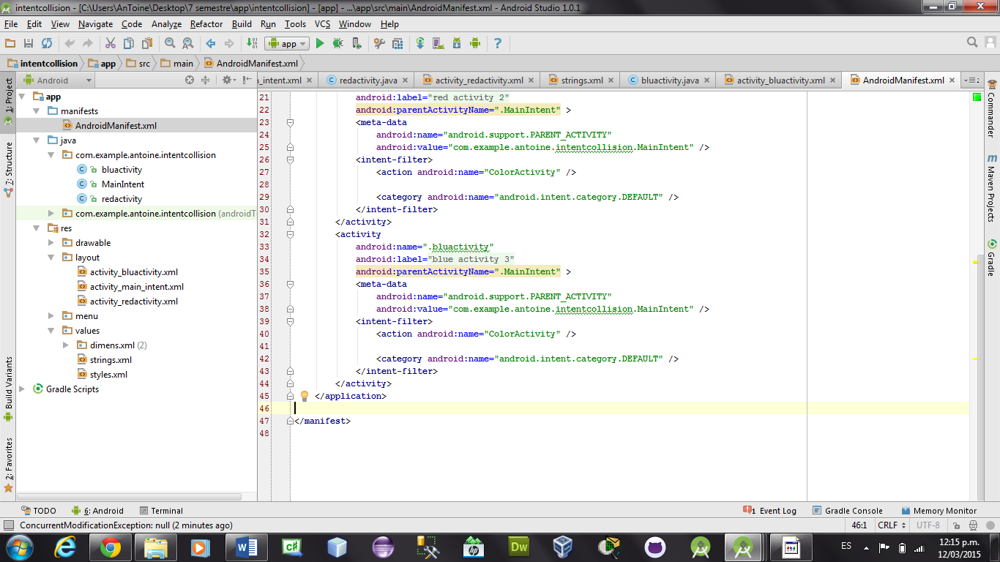 intentcollision - [C:\Users\AnToine\Desktop\7 semestre\app\intentcollision] - [app] - ...\app\src\main\AndroidManifest.xml - Android Studio 1.0.1
File Edit View Navigate Code Analyze Refactor Build Run Tools VCS Window Help
app
intentcollision app src main AndroidManifest.xml
Android
n_intent.xml redactivity.java activity_redactivity.xml strings.xml bluactivity.java activity_bluactivity.xml AndroidManifest.xml 2
1: Project
7: Structure
Build Variants
2: Favorites
app
manifests
AndroidManifest.xml
java
com.example.antoine.intentcollision
bluactivity
MainIntent
redactivity
com.example.antoine.intentcollision (androidT
res
drawable
layout
activity_bluactivity.xml
activity_main_intent.xml
activity_redactivity.xml
menu
values
dimens.xml (2)
strings.xml
styles.xml
Gradle Scripts
21 android:label="red activity 2"
22 android:parentActivityName=".MainIntent" >
23 <meta-data
24 android:name="android.support.PARENT_ACTIVITY"
25 android:value="com.example.antoine.intentcollision.MainIntent" />
26 <intent-filter>
27 <action android:name="ColorActivity" />
28
29 <category android:name="android.intent.category.DEFAULT" />
30 </intent-filter>
31 </activity>
32 <activity
33 android:name=".bluactivity"
34 android:label="blue activity 3"
35 android:parentActivityName=".MainIntent" >
36 <meta-data
37 android:name="android.support.PARENT_ACTIVITY"
38 android:value="com.example.antoine.intentcollision.MainIntent" />
39 <intent-filter>
40 <action android:name="ColorActivity" />
41
42 <category android:name="android.intent.category.DEFAULT" />
43 </intent-filter>
44 </activity>
45 </application>
46
47 </manifest>
48
Commander
m Maven Projects
Gradle
TODO 6: Android Terminal 1 Event Log Gradle Console Memory Monitor
ConcurrentModificationException: null (2 minutes ago) 46:1 CRLF UTF-8
W C# hp Dw
ES 12:15 p.m.
12/03/2015